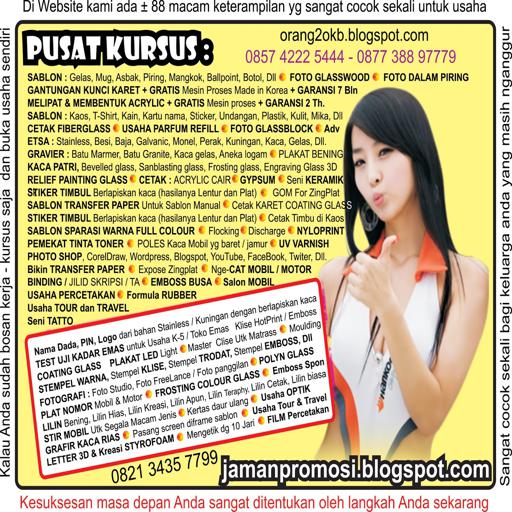 Di Website kami ada ± 88 macam keterampilan yg sangat cocok sekali untuk usaha
Kalau Anda sudah bosan kerja - kursus saja dan buka usaha sendiri
PUSAT KURSUS :
orang2okb.blogspot.com
0857 4222 5444 - 0877 388 97779
SABLON : Gelas, Mug, Asbak, Piring, Mangkok, Ballpoint, Botol, Dll FOTO GLASSWOOD FOTO DALAM PIRING
GANTUNGAN KUNCI KARET + GRATIS Mesin Proses Made in Korea + GARANSI 7 Bln
MELIPAT & MEMBENTUK ACRYLIC + GRATIS Mesin proses + GARANSI 2 Th.
SABLON : Kaos, T-Shirt, Kain, Kartu nama, Sticker, Undangan, Plastik, Kulit, Mika, Dll
CETAK FIBERGLASS USAHA PARFUM REFILL FOTO GLASSBLOCK Adv
ETSA : Stainless, Besi, Baja, Galvanic, Monel, Perak, Kuningan, Kaca, Gelas, Dll.
GRAVIER : Batu Marmer, Batu Granite, Kaca gelas, Aneka logam PLAKAT BENING
KACA PATRI, Bevelled glass, Sanblasting glass, Frosting glass, Engraving Glass 3D
RELIEF PAINTING GLASS CETAK : ACRYLIC CAIR GYPSUM Seni KERAMIK
STIKER TIMBUL Berlapiskan kaca (hasilanya Lentur dan Plat) GOM For ZingPlat
SABLON TRANSFER PAPER Untuk Sablon Manual Cetak KARET COATING GLASS
STIKER TIMBUL Berlapiskan kaca (hasilanya Lentur dan Plat) Cetak Timbu di Kaos
SABLON SPARASI WARNA FULL COLOUR Flocking Discharge NYLOPRINT
PEMEKAT TINTA TONER POLES Kaca Mobil yg baret / jamur UV VARNISH
PHOTO SHOP, CorelDraw, Wordpress, Blogspot, YouTube, FaceBook, Twiter, Dll.
Bikin TRANSFER PAPER Expose Zingplat Nge-CAT MOBIL / MOTOR
BINDING / JILID SKRIPSI / TA EMBOSS BUSA Salon MOBIL
USAHA PERCETAKAN Formula RUBBER
Usaha TOUR dan TRAVEL
Seni TATTO
Nama Dada, PIN, Logo dari bahan Stainless / Kuningan dengan berlapiskan kaca
TEST UJI KADAR EMAS untuk Usaha K-5 / Toko Emas Klise HotPrint / Emboss
COATING GLASS PLAKAT LED Light Master Clise Utk Matrass Moulding
STEMPEL WARNA, Stempel KLISE, Stempel TRODAT, Stempel EMBOSS, Dll
FOTOGRAFI : Foto Studio, Foto FreeLance / Foto panggilan POLYN GLASS
PLAT NOMOR Mobil & Motor FROSTING COLOUR GLASS Emboss Spon
LILIN Bening, Lilin Hias, Lilin Kreasi, Lilin Apun, Lilin Teraphy, Lilin Cetak, Lilin biasa
STIR MOBIL Utk Segala Macam Jenis Kertas daur ulang Usaha OPTIK
GRAFIR KACA RIAS Pasang screen diframe sablon Usaha Tour & Travel
LETTER 3D & Kreasi STYROFOAM Mengetik dg 10 Jari FILM Percetakan
0821 3435 7799
jamanpromosi.blogspot.com
Sangat cocok sekali bagi keluarga anda yang masih nganggur
Kesuksesan masa depan Anda sangat ditentukan oleh langkah Anda sekarang